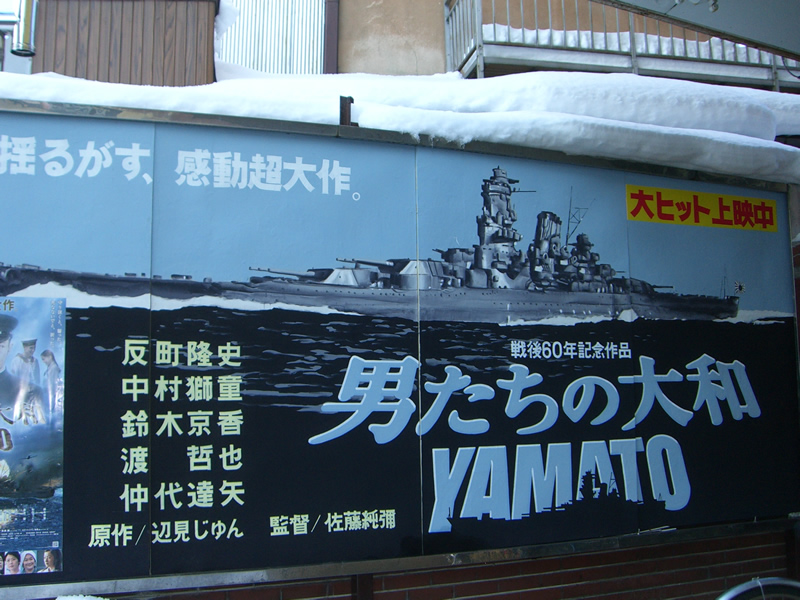 揺るがす、感動超大作。
大ヒット上映中
反町隆史
中村獅童
鈴木京香
渡 哲也
仲代達矢
原作/辺見じゅん 監督/佐藤純彌
戦後60年記念作品
男たちの大和
YAMATO